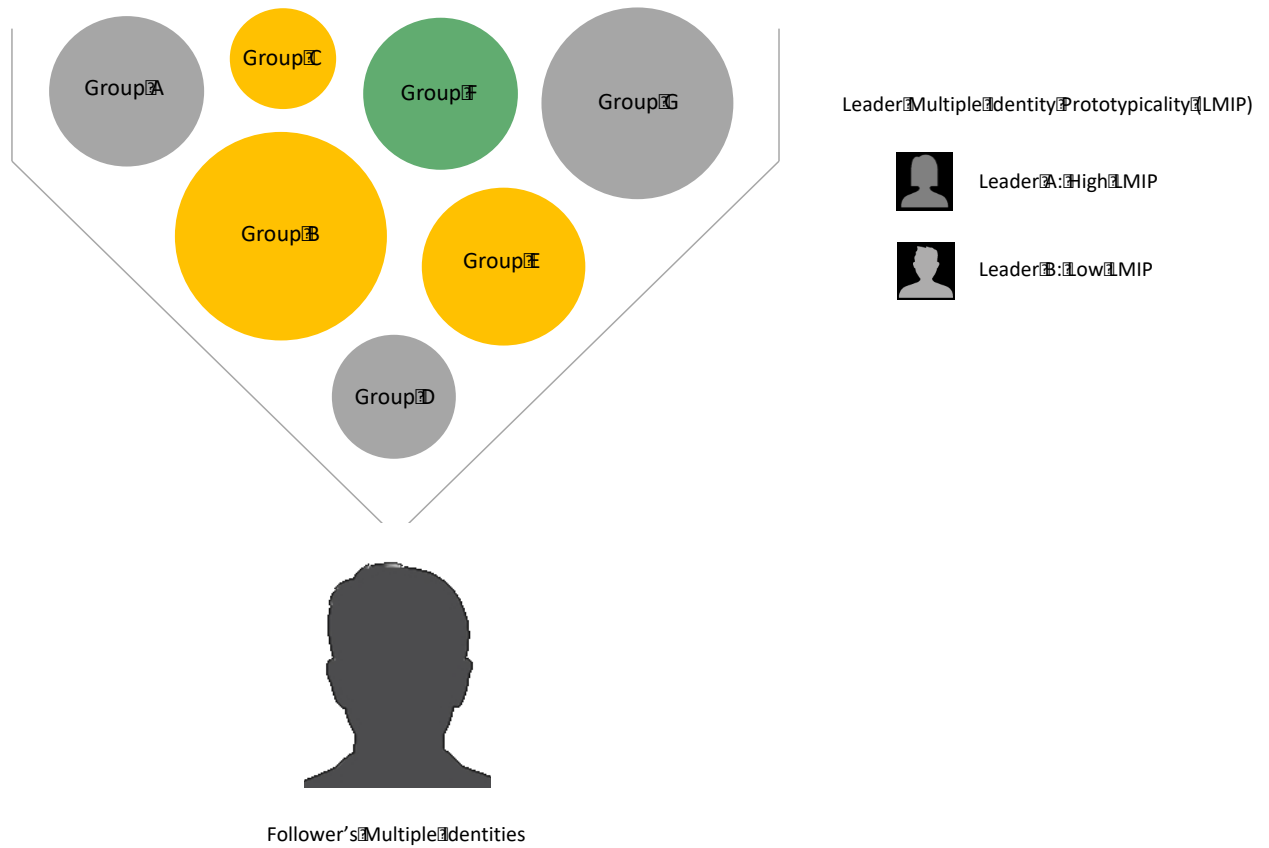 Group A
Group C
Group F
Group G
Leader Multiple Identity Prototypicality (LMIP)
Leader A: High LMIP
Group B
Group E
Leader B: Low LMIP
Group D
Follower's Multiple Identities